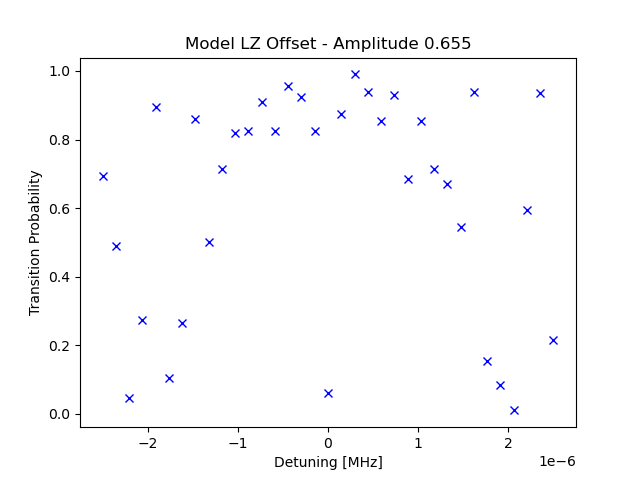 Model LZ Offset - Amplitude 0.655
1.0
0.8
0.6
0.4
0.2
0.0
Transition Probability
−2
−1
0
1
2
1e−6
Detuning [MHz]